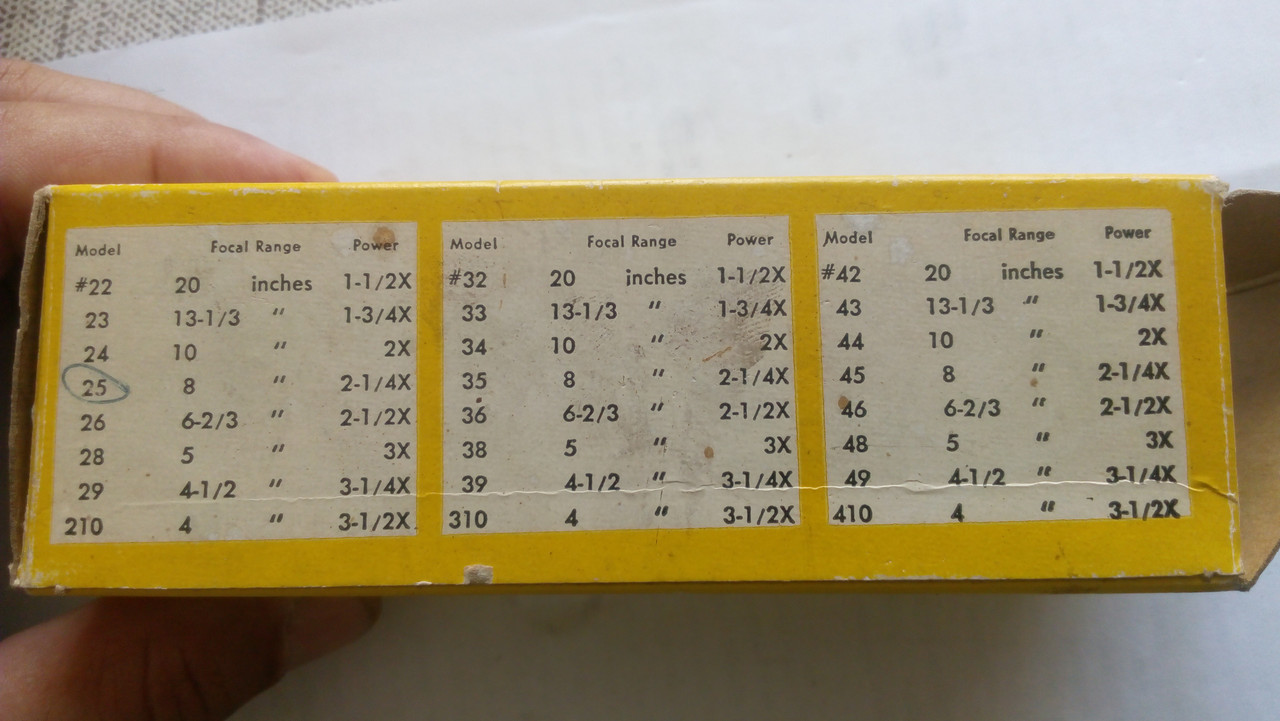 Model Focal Range Power
#22 20 inches 1-1/2X
23 13-1/3 " 1-3/4X
24 10 " 2X
25 8 " 2-1/4X
26 6-2/3 " 2-1/2X
28 5 " 3X
29 4-1/2 " 3-1/4X
210 4 " 3-1/2X
Model Focal Range Power
#32 20 inches 1-1/2X
33 13-1/3 " 1-3/4X
34 10 " 2X
35 8 " 2-1/4X
36 6-2/3 " 2-1/2X
38 5 " 3X
39 4-1/2 " 3-1/4X
310 4 " 3-1/2X
Model Focal Range Power
#42 20 inches 1-1/2X
43 13-1/3 " 1-3/4X
44 10 " 2X
45 8 " 2-1/4X
46 6-2/3 " 2-1/2X
48 5 " 3X
49 4-1/2 " 3-1/4X
410 4 " 3-1/2X